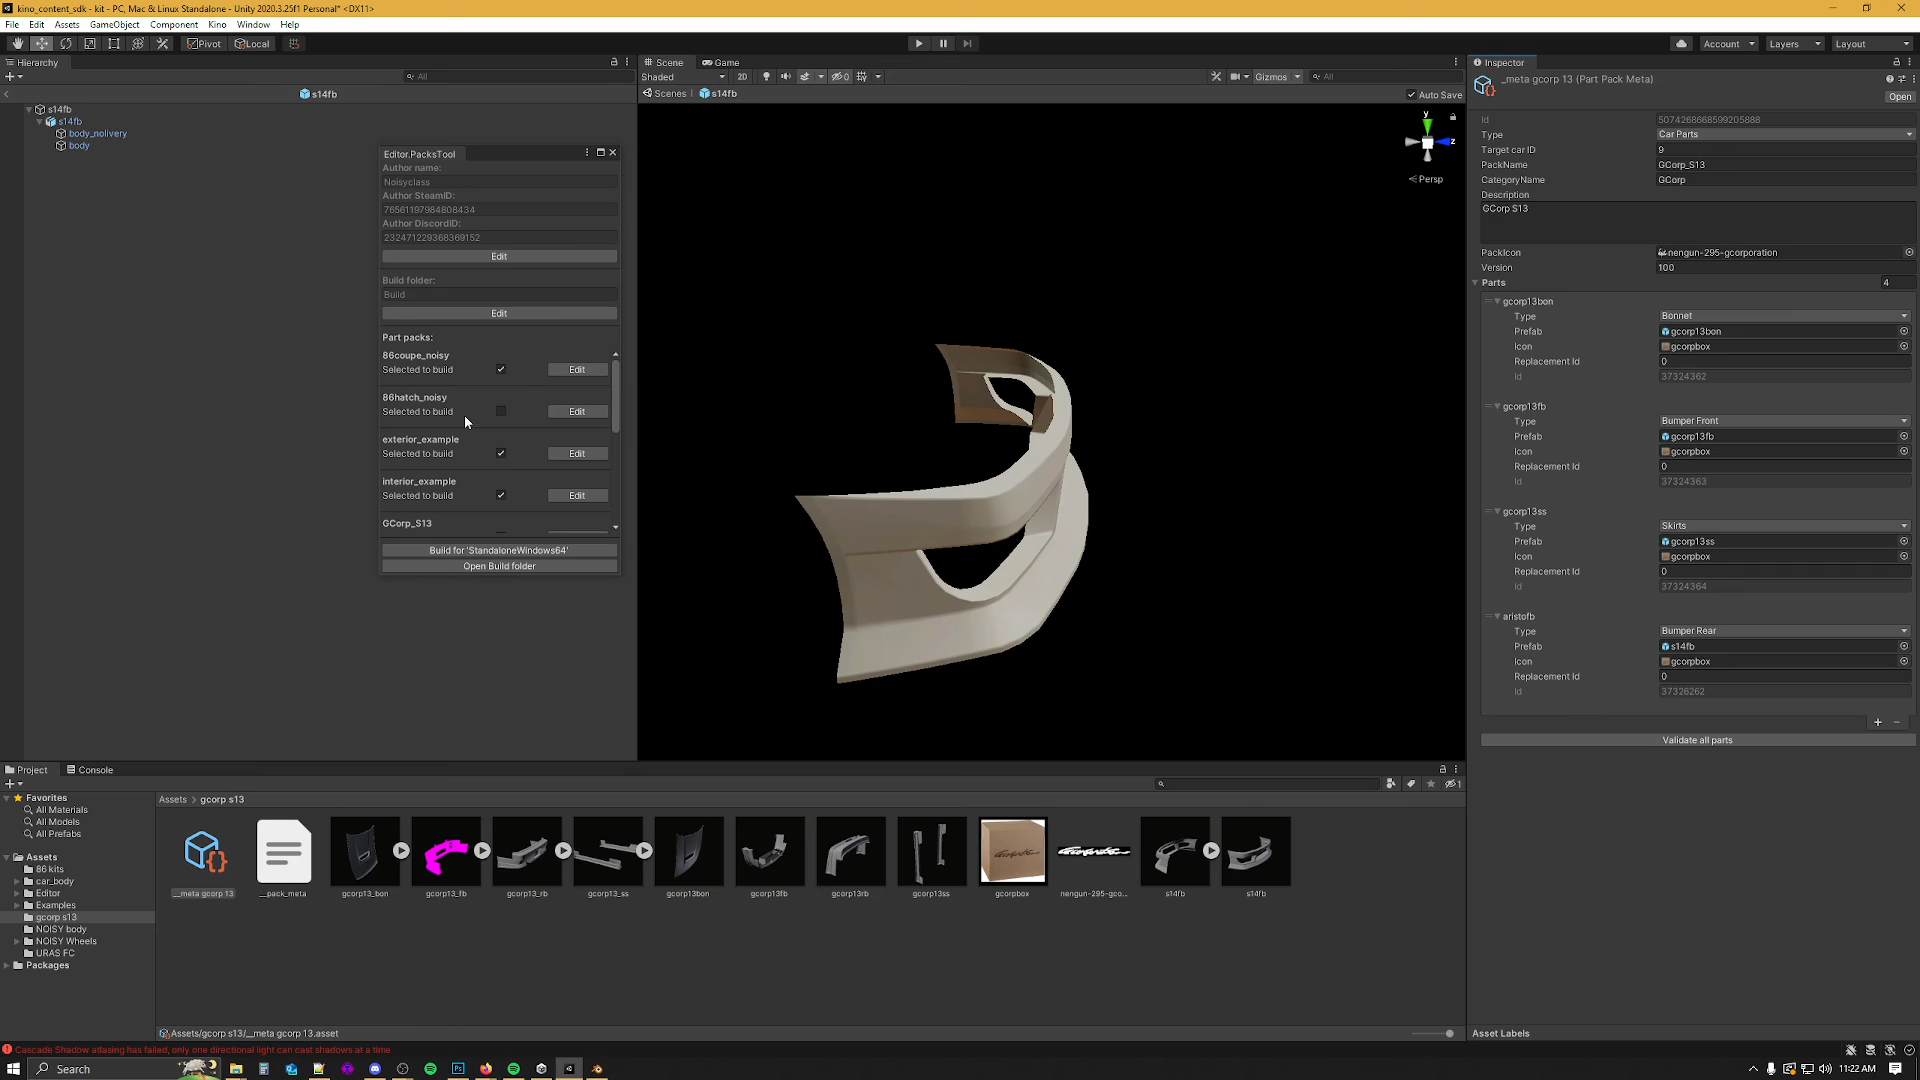 kino_content_sdk - kit - PC, Mac & Linux Standalone - Unity 2020.3.25f1 Personal* <DX11>
File Edit Assets GameObject Component Kino Window Help
Pivot Local
Account Layers Layout
Hierarchy
All
s14fb
s14fb
s14fb
body_nolivery
body
Editor.PacksTool
Author name:
Noisyclass
Author SteamID:
76561197984808434
Author DiscordID:
232471229368369152
Edit
Build folder:
Build
Edit
Part packs:
86coupe_noisy
Selected to build Edit
86hatch_noisy
Selected to build Edit
exterior_example
Selected to build Edit
interior_example
Selected to build Edit
GCorp_S13
Build for 'StandaloneWindows64'
Open Build folder
Scene Game
Shaded 2D 0 Gizmos All
Scenes s14fb Auto Save
y
z
Persp
Inspector
_meta gcorp 13 (Part Pack Meta)
Open
Id 5074268668599205888
Type Car Parts
Target car ID 9
PackName GCorp_S13
CategoryName GCorp
Description
GCorp S13
PackIcon nengun-295-gcorporation
Version 100
Parts 4
gcorp13bon
Type Bonnet
Prefab gcorp13bon
Icon gcorpbox
Replacement Id 0
Id 37324362
gcorp13fb
Type Bumper Front
Prefab gcorp13fb
Icon gcorpbox
Replacement Id 0
Id 37324363
gcorp13ss
Type Skirts
Prefab gcorp13ss
Icon gcorpbox
Replacement Id 0
Id 37324364
aristofb
Type Bumper Rear
Prefab s14fb
Icon gcorpbox
Replacement Id 0
Id 37326262
Validate all parts
Project Console
1
Favorites
All Materials
All Models
All Prefabs
Assets
86 kits
car_body
Editor
Examples
gcorp s13
NOISY body
NOISY Wheels
URAS FC
Packages
Assets > gcorp s13
__meta gcorp 13 __pack_meta gcorp13_bon gcorp13_fb gcorp13_rb gcorp13_ss gcorp13bon gcorp13fb gcorp13rb gcorp13ss gcorpbox nengun-295-gco... s14fb s14fb
Assets/gcorp s13/__meta gcorp 13.asset
Asset Labels
Cascade Shadow atlasing has failed, only one directional light can cast shadows at a time
Search
Ps
11:22 AM